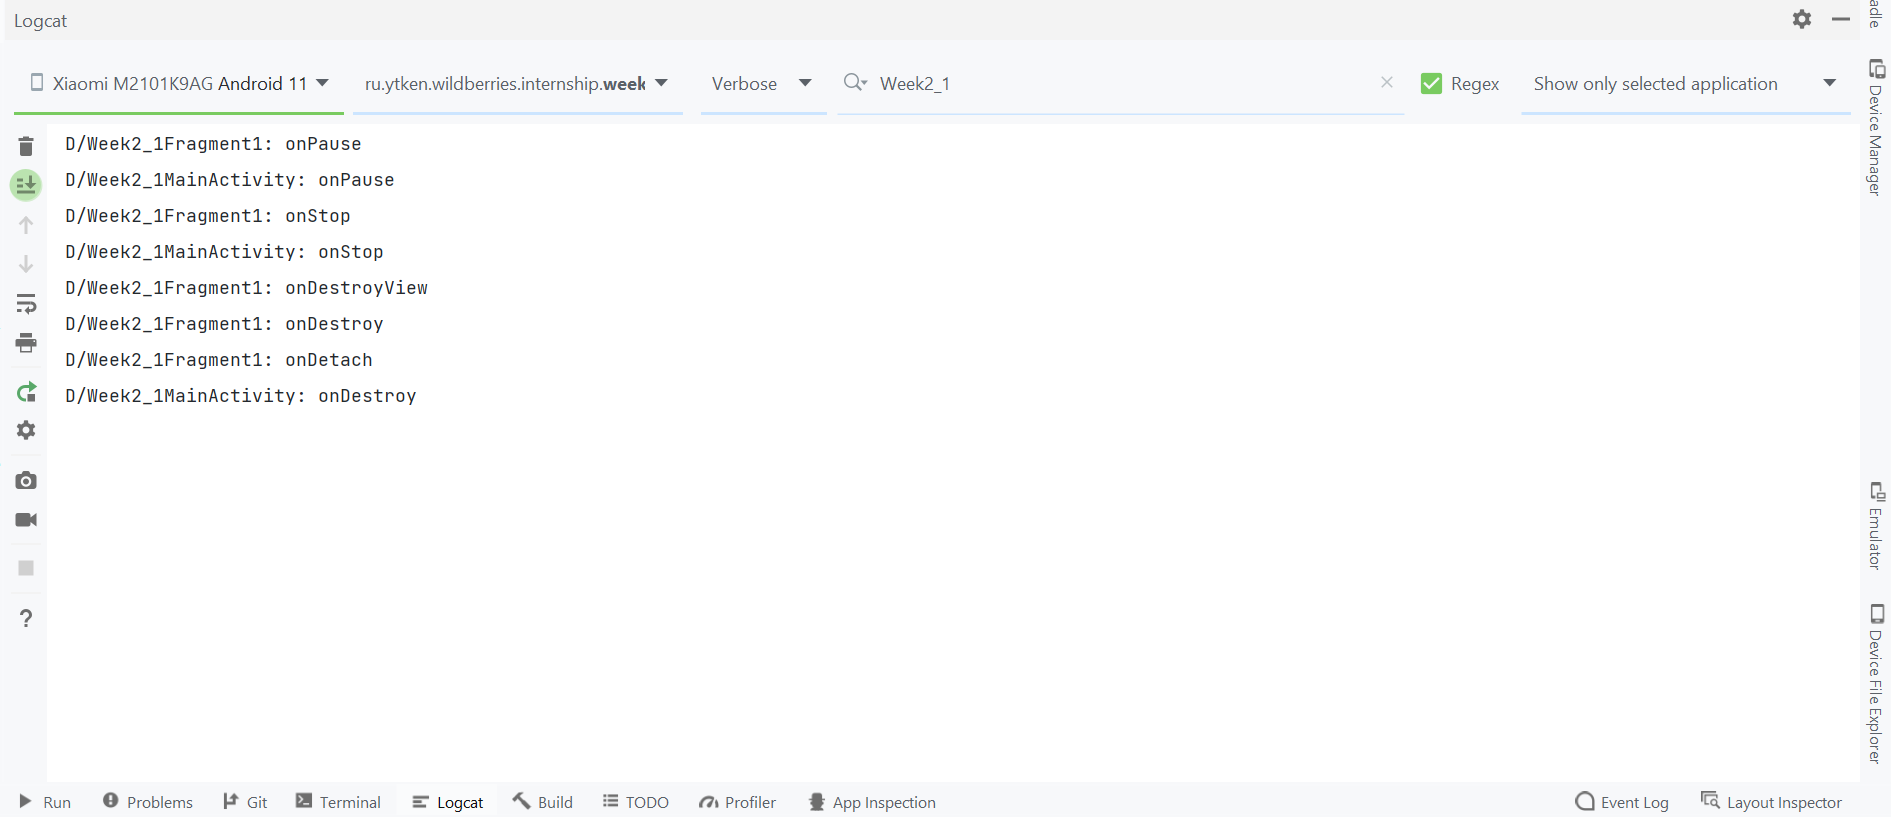 Logcat
Xiaomi M2101K9AG Android 11
ru.ytken.wildberries.internship.week
Verbose
Week2_1
Regex
Show only selected application
D/Week2_1Fragment1: onPause
D/Week2_1MainActivity: onPause
D/Week2_1Fragment1: onStop
D/Week2_1MainActivity: onStop
D/Week2_1Fragment1: onDestroyView
D/Week2_1Fragment1: onDestroy
D/Week2_1Fragment1: onDetach
D/Week2_1MainActivity: onDestroy
?
adle
Device Manager
Emulator
Device File Explorer
Run
Problems
Git
Terminal
Logcat
Build
TODO
Profiler
App Inspection
Event Log
Layout Inspector